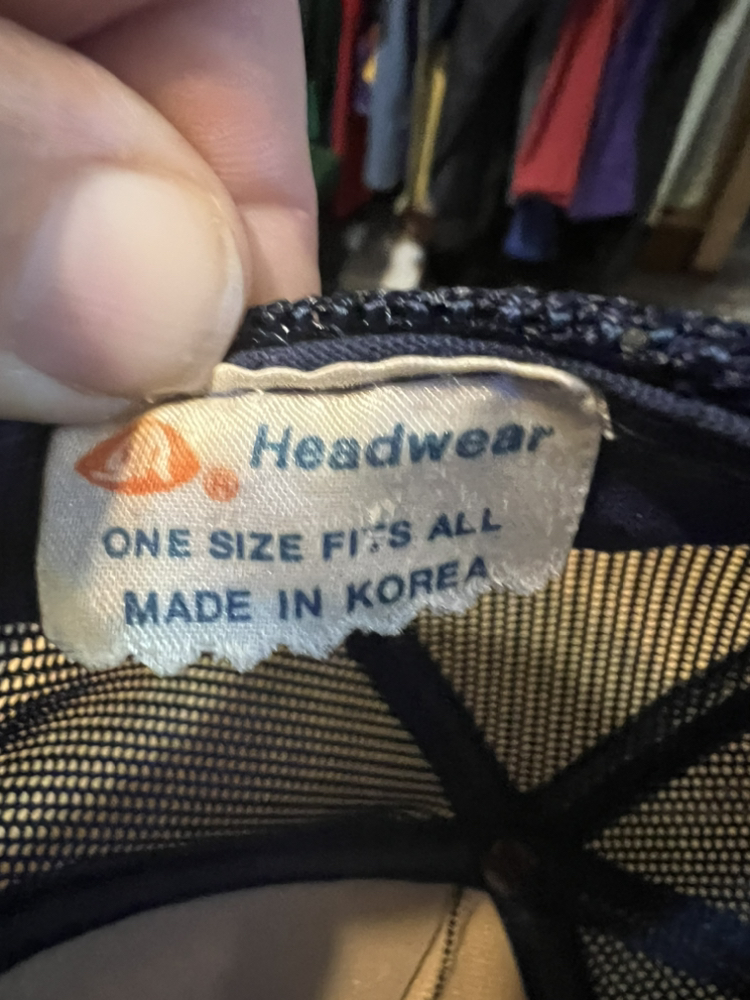 ® Headwear
ONE SIZE FITS ALL
MADE IN KOREA